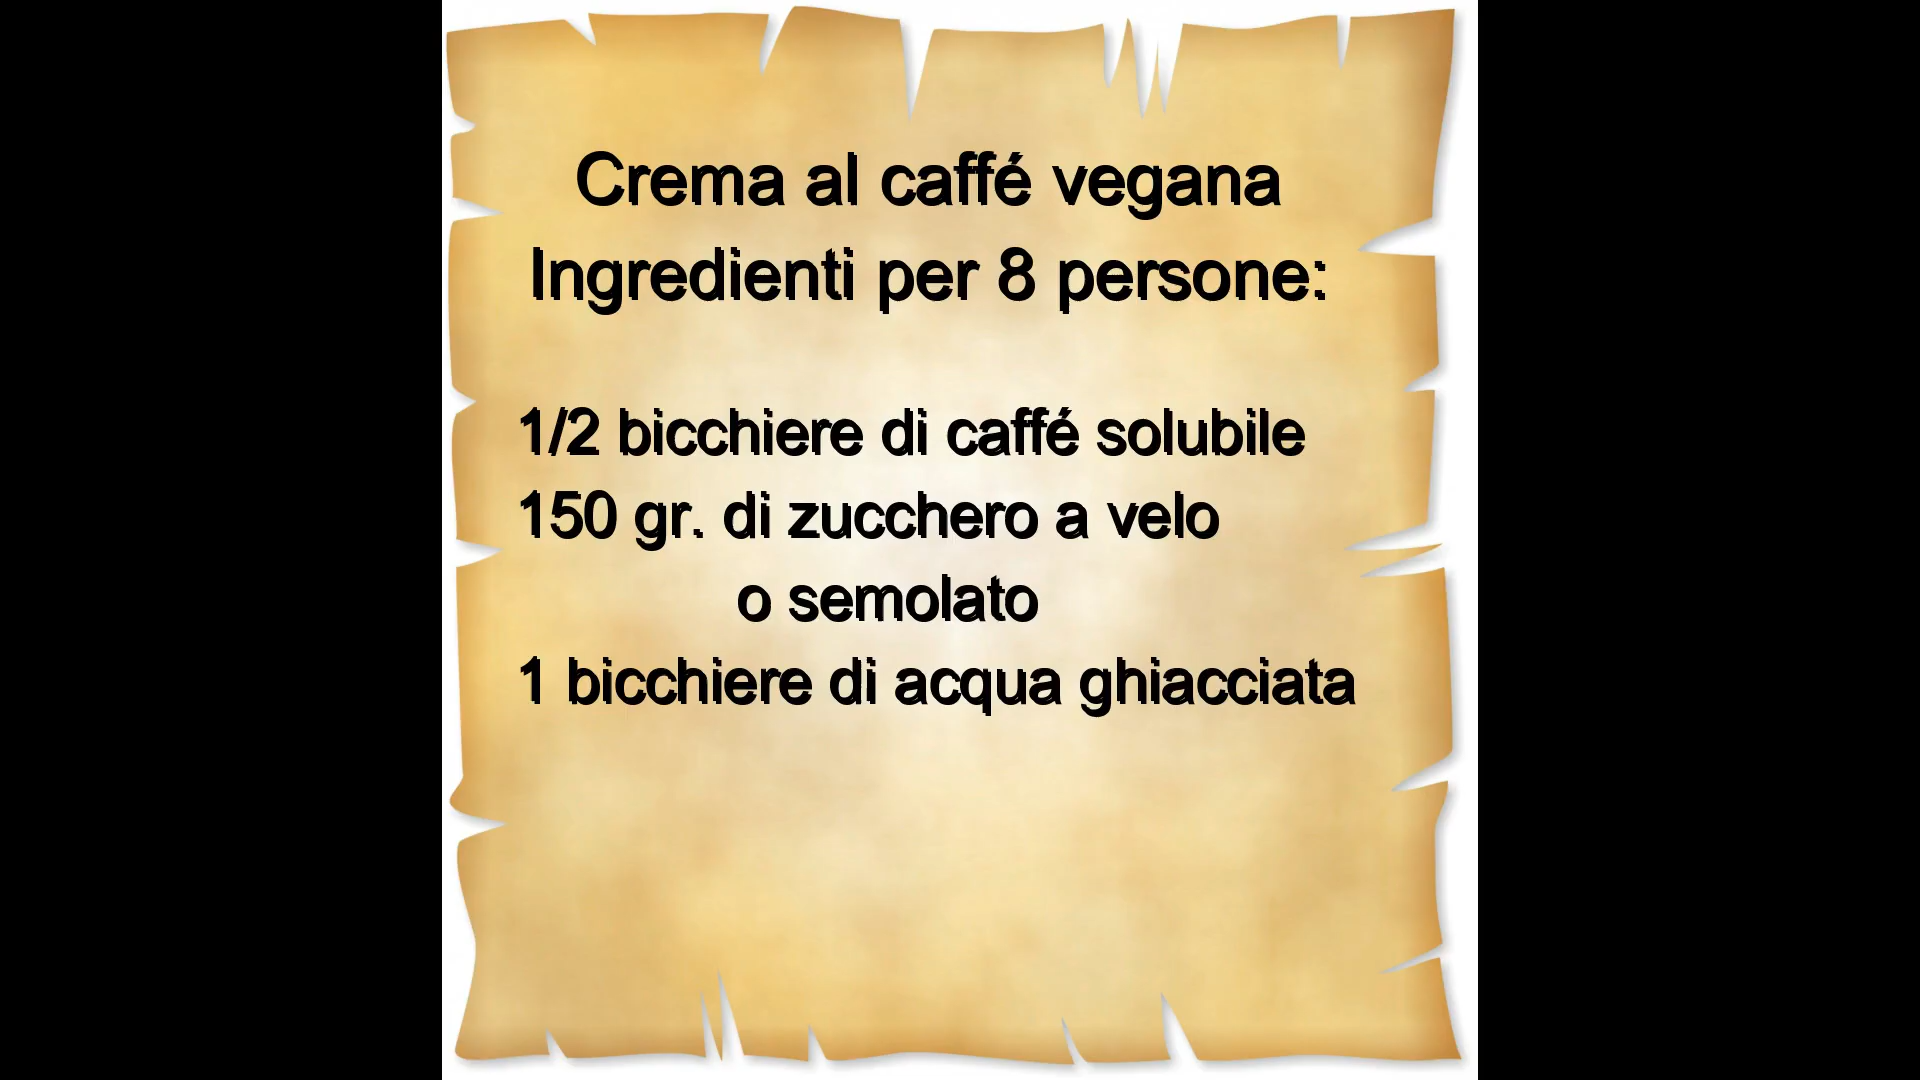 Crema al caffé vegana
Ingredienti per 8 persone:
1/2 bicchiere di caffé solubile
150 gr. di zucchero a velo
o semolato
1 bicchiere di acqua ghiacciata